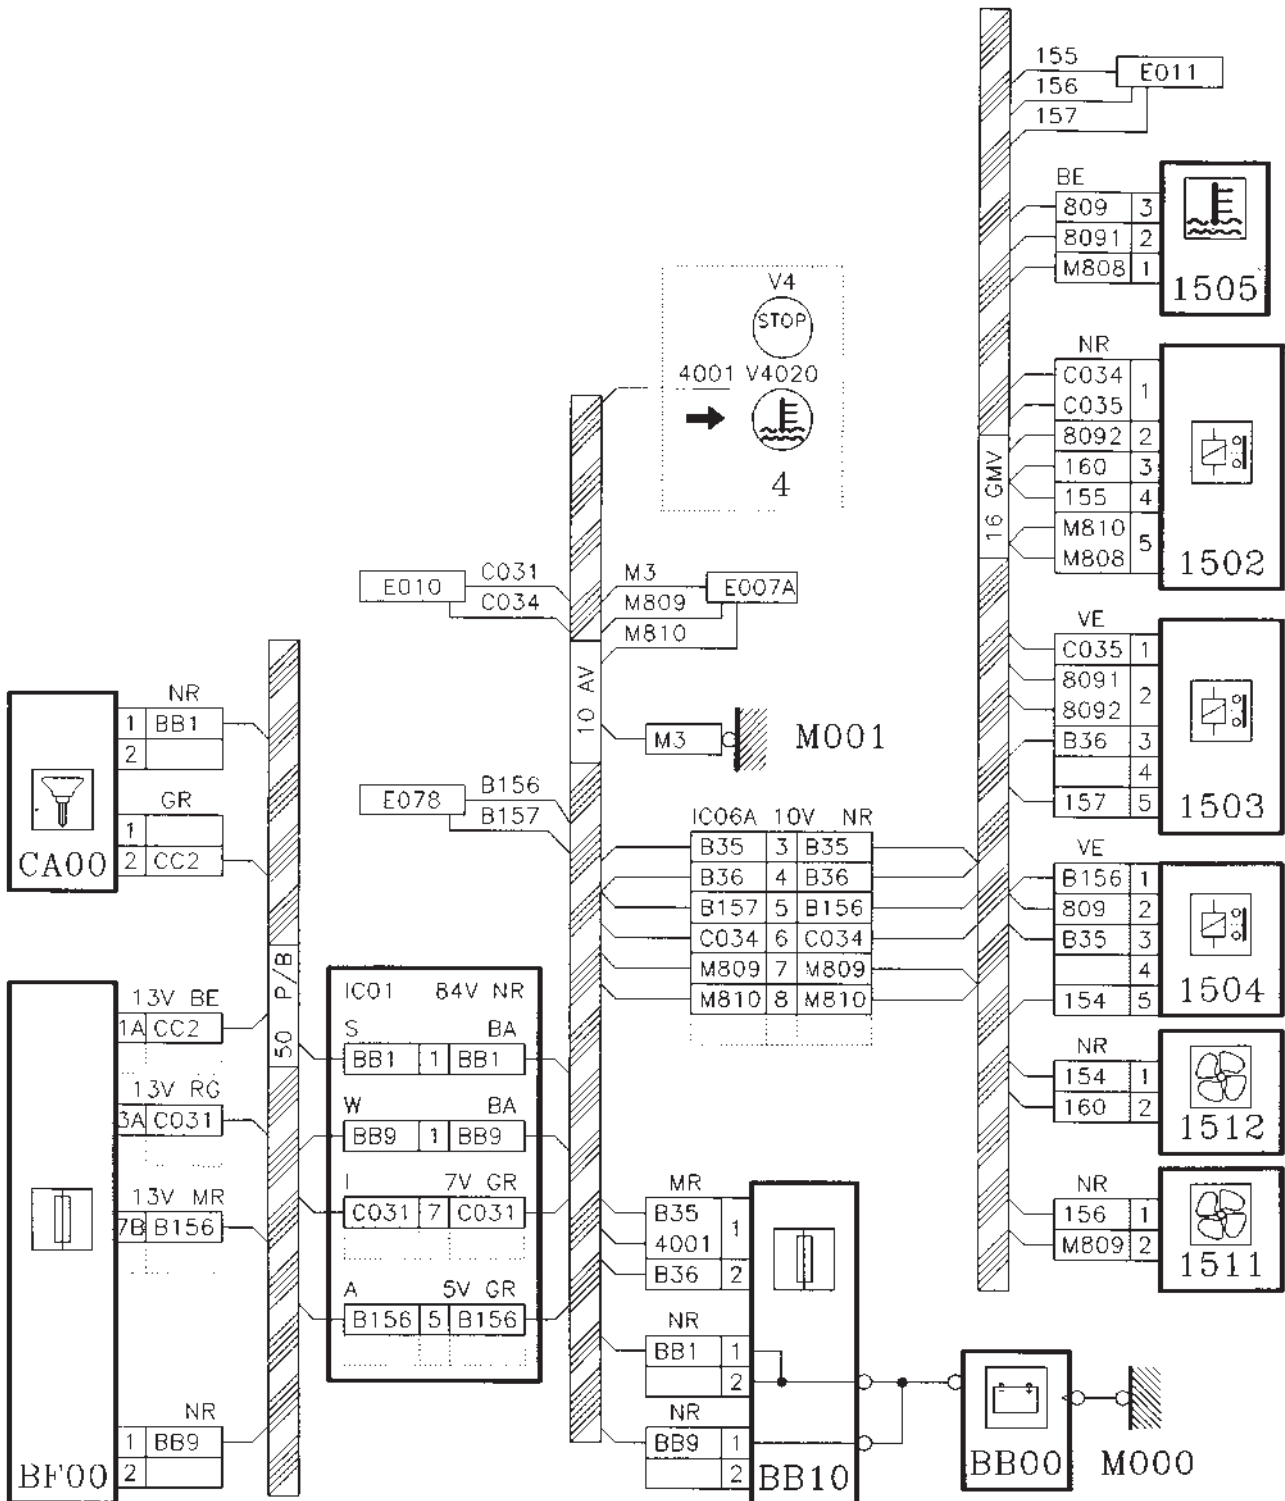 155
E011
156
157
BE
809 3
8091 2
M808 1
1505
V4
STOP
4001 V4020
4
NR
C034
1
C035
8092 2
160 3
155 4
M810
5
M808
1502
16 GMV
E010
C031
C034
M3
E007A
M809
M810
10 AV
M3
M001
VE
C035 1
8091
2
8092
B36 3
4
157 5
1503
NR
1 BB1
2
GR
1
2 CC2
CA00
E078
B156
B157
IC06A 10V NR
B35 3 B35
B36 4 B36
B157 5 B156
C034 6 C034
M809 7 M809
M810 8 M810
VE
B156 1
809 2
B35 3
4
154 5
1504
50 P/B
13V BE
1A CC2
13V RG
3A C031
13V MR
7B B156
NR
1 BB9
2
BF00
IC01 84V NR
S BA
BB1 1 BB1
W BA
BB9 1 BB9
I 7V GR
C031 7 C031
A 5V GR
B156 5 B156
NR
154 1
160 2
1512
NR
156 1
M809 2
1511
MR
B35
1
4001
B36 2
NR
BB1 1
2
NR
BB9 1
2
BB10
BB00
M000